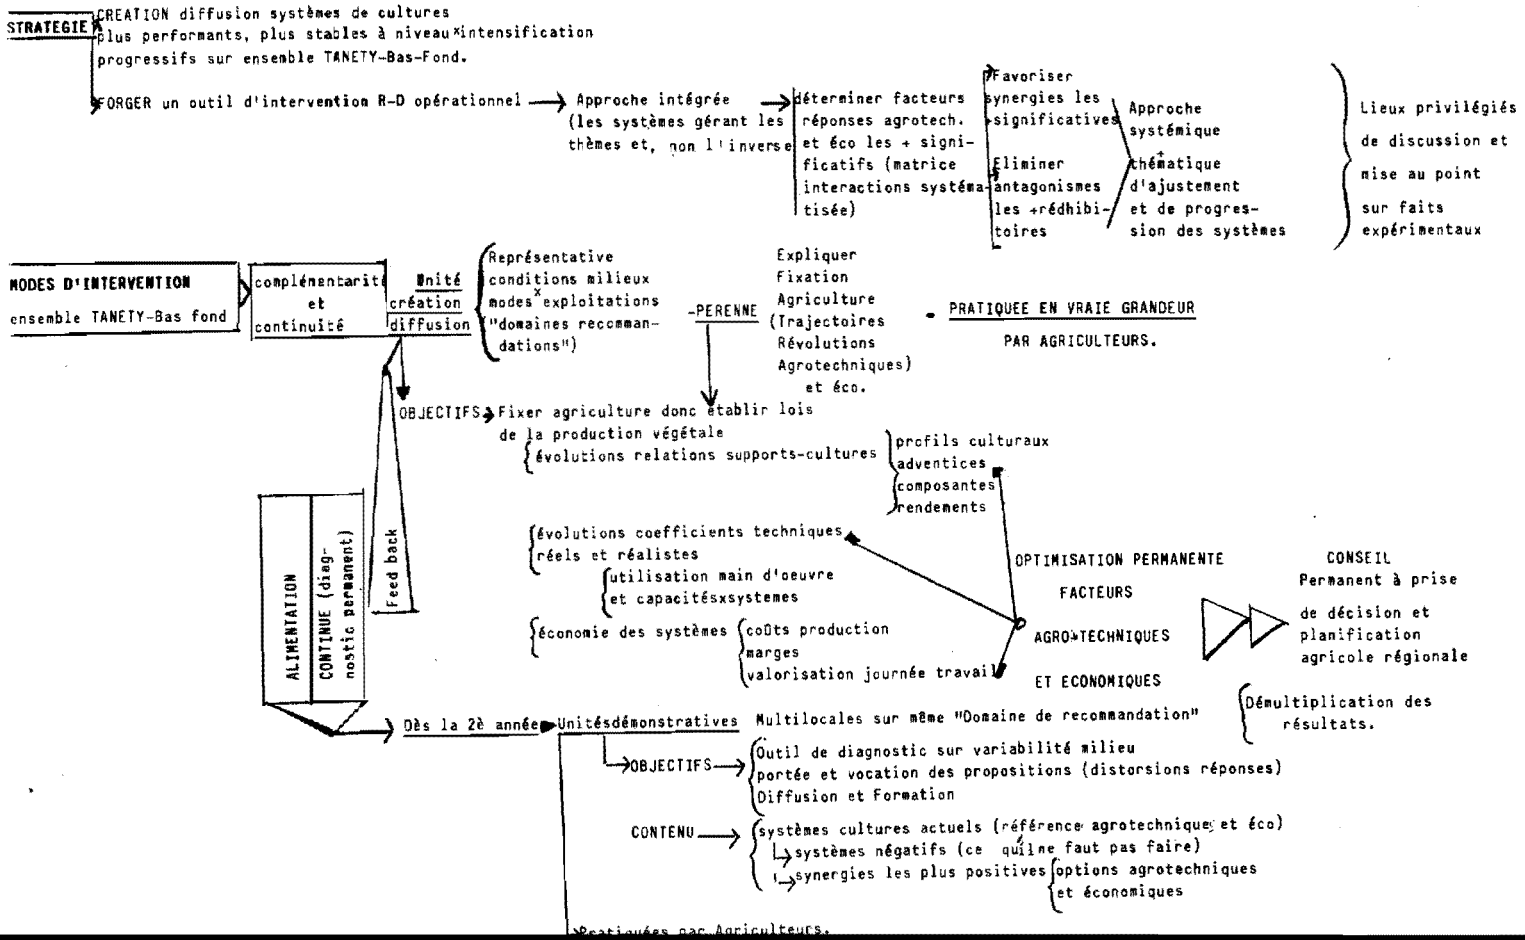 STRATEGIE
CREATION diffusion systèmes de cultures
plus performants, plus stables à niveau x intensification
progressifs sur ensemble TANETY-Bas-Fond.
FORGER un outil d'intervention R-D opérationnel
Approche intégrée
(les systèmes gérant les
thèmes et, non l'inverse
déterminer facteurs
réponses agrotech.
et éco les + signi-
ficatifs (matrice
interactions systéma-
tisée)
Favoriser
synergies les
+significatives
Eliminer
antagonismes
les +rédhibi-
toires
Approche
systémique
+
thématique
d'ajustement
et de progres-
sion des systèmes
Lieux privilégiés
de discussion et
mise au point
sur faits
expérimentaux
MODES D'INTERVENTION
ensemble TANETY-Bas fond
complémentarité
et
continuité
Unité
création
diffusion
Représentative
conditions milieux
x
modes exploitations
"domaines recomman-
dations")
-PERENNE
Expliquer
Fixation
Agriculture
(Trajectoires
Révolutions
Agrotechniques)
et éco.
- PRATIQUEE EN VRAIE GRANDEUR
PAR AGRICULTEURS.
OBJECTIFS
Fixer agriculture donc établir lois
de la production végétale
évolutions relations supports-cultures
profils culturaux
adventices
composantes
rendements
évolutions coefficients techniques
réels et réalistes
utilisation main d'oeuvre
et capacitésxsystemes
économie des systèmes
coûts production
marges
valorisation journée travail
OPTIMISATION PERMANENTE
FACTEURS
AGRO-TECHNIQUES
ET ECONOMIQUES
CONSEIL
Permanent à prise
de décision et
planification
agricole régionale
Feed back
ALIMENTATION
CONTINUE (diag-
nostic permanent)
Dès la 2è année
Unitésdémonstratives
Multilocales sur même "Domaine de recommandation"
Démultiplication des
résultats.
OBJECTIFS
Outil de diagnostic sur variabilité milieu
portée et vocation des propositions (distorsions réponses)
Diffusion et Formation
CONTENU
systèmes cultures actuels (référence agrotechnique et éco)
systèmes négatifs (ce qu'ilne faut pas faire)
synergies les plus positives
options agrotechniques
et économiques
Pratiquées par Agriculteurs.